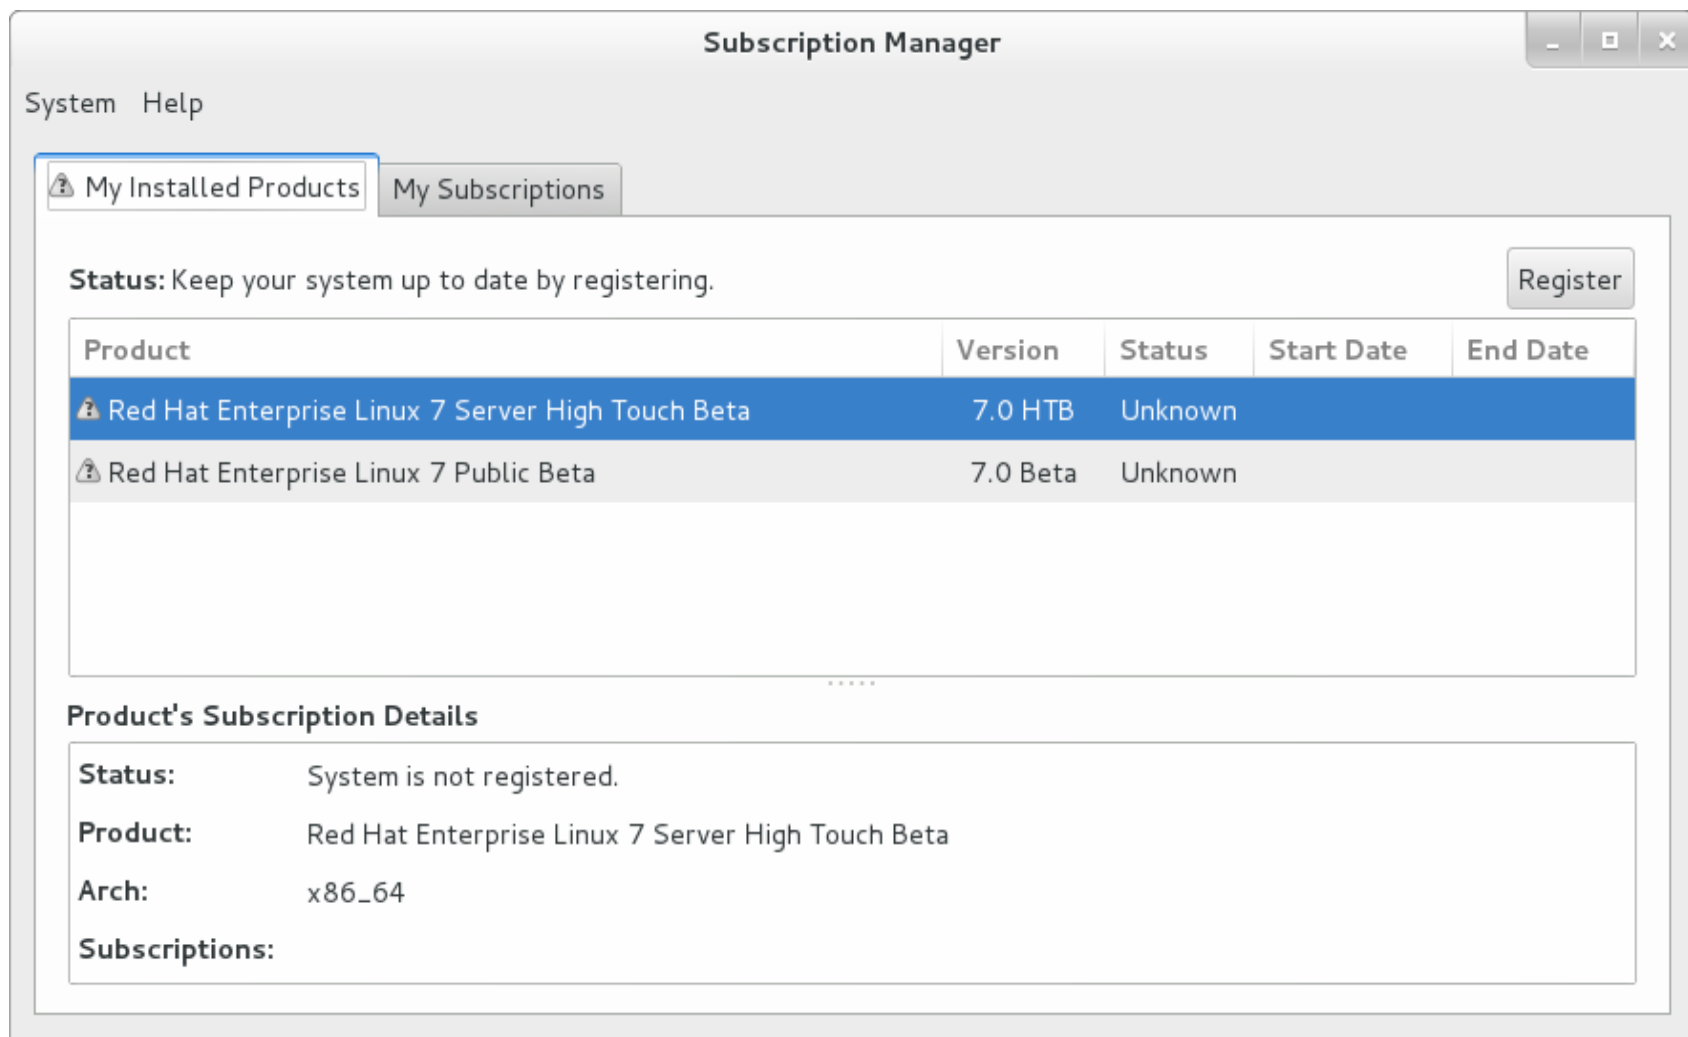 Subscription Manager
System Help
My Installed Products My Subscriptions
Status: Keep your system up to date by registering. Register
Product Version Status Start Date End Date
Red Hat Enterprise Linux 7 Server High Touch Beta 7.0 HTB Unknown
Red Hat Enterprise Linux 7 Public Beta 7.0 Beta Unknown
Product's Subscription Details
Status: System is not registered.
Product: Red Hat Enterprise Linux 7 Server High Touch Beta
Arch: x86_64
Subscriptions: